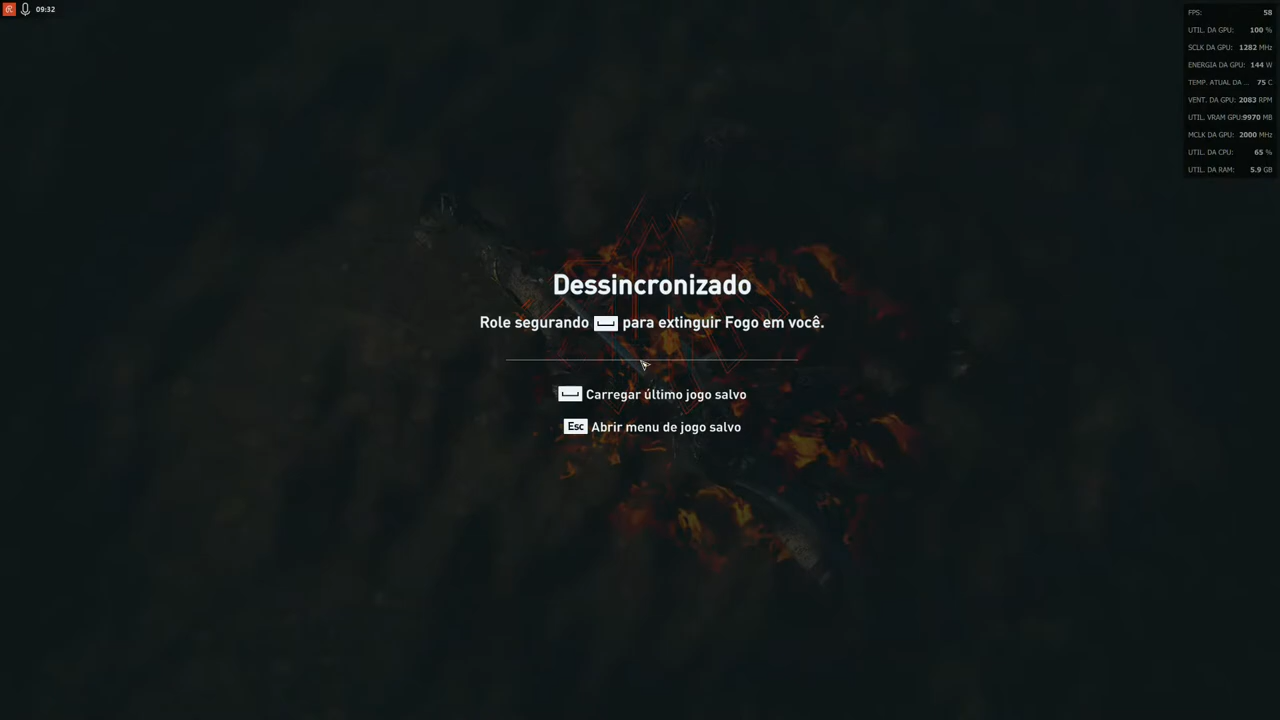 09:32
FPS: 58
UTIL. DA GPU: 100 %
SCLK DA GPU: 1282 MHz
ENERGIA DA GPU: 144 W
TEMP. ATUAL DA ... 75 C
VENT. DA GPU: 2083 RPM
UTIL. VRAM GPU:9970 MB
MCLK DA GPU: 2000 MHz
UTIL. DA CPU: 65 %
UTIL. DA RAM: 5.9 GB
Dessincronizado
Role segurando para extinguir Fogo em você.
Carregar último jogo salvo
Esc Abrir menu de jogo salvo